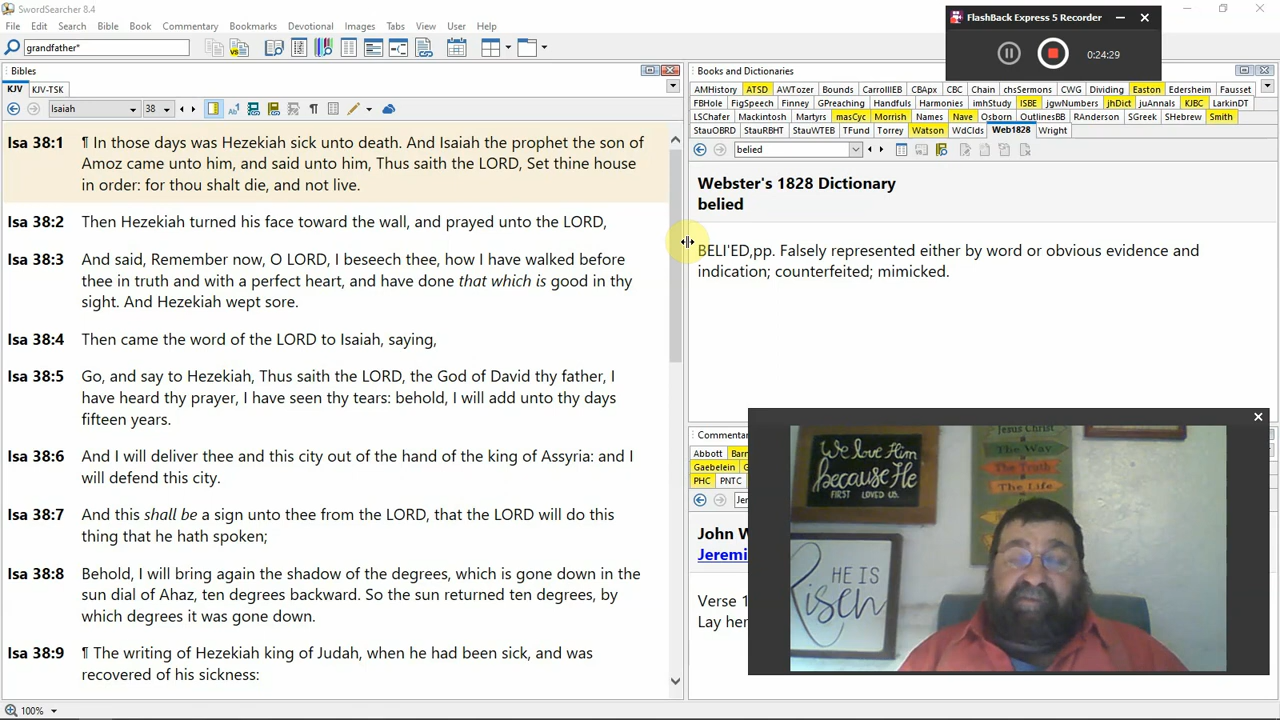 SwordSearcher 8.4
File Edit Search Bible Book Commentary Bookmarks Devotional Images Tabs View User Help
grandfather*
VS
FlashBack Express 5 Recorder
0:24:29
Bibles
KJV KJV-TSK
Isaiah 38
Isa 38:1 ¶ In those days was Hezekiah sick unto death. And Isaiah the prophet the son of
Amoz came unto him, and said unto him, Thus saith the LORD, Set thine house
in order: for thou shalt die, and not live.
Isa 38:2 Then Hezekiah turned his face toward the wall, and prayed unto the LORD,
Isa 38:3 And said, Remember now, O LORD, I beseech thee, how I have walked before
thee in truth and with a perfect heart, and have done that which is good in thy
sight. And Hezekiah wept sore.
Isa 38:4 Then came the word of the LORD to Isaiah, saying,
Isa 38:5 Go, and say to Hezekiah, Thus saith the LORD, the God of David thy father, I
have heard thy prayer, I have seen thy tears: behold, I will add unto thy days
fifteen years.
Isa 38:6 And I will deliver thee and this city out of the hand of the king of Assyria: and I
will defend this city.
Isa 38:7 And this shall be a sign unto thee from the LORD, that the LORD will do this
thing that he hath spoken;
Isa 38:8 Behold, I will bring again the shadow of the degrees, which is gone down in the
sun dial of Ahaz, ten degrees backward. So the sun returned ten degrees, by
which degrees it was gone down.
Isa 38:9 ¶ The writing of Hezekiah king of Judah, when he had been sick, and was
recovered of his sickness:
100%
Books and Dictionaries
AMHistory ATSD AWTozer Bounds CarrollIEB CBApx CBC Chain chsSermons CWG Dividing Easton Edersheim Fausset
FBHole FigSpeech Finney GPreaching Handfuls Harmonies imhStudy ISBE jgwNumbers jhDict juAnnals KJBC LarkinDT
LSChafer Mackintosh Martyrs masCyc Morrish Names Nave Osborn OutlinesBB RAnderson SGreek SHebrew Smith
StauOBRD StauRBHT StauWTEB TFund Torrey Watson WdClds Web1828 Wright
belied
Webster's 1828 Dictionary
belied
BELI'ED,pp. Falsely represented either by word or obvious evidence and
indication; counterfeited; mimicked.
Commentar
Abbott Barn
Gaebelein G
PHC PNTC
Jer
John W
Jeremi
Verse 1
Lay her
We love Him
because He
FIRST LOVED US.
Jesus Christ
The Way
The Truth
The Life
HE IS
Risen